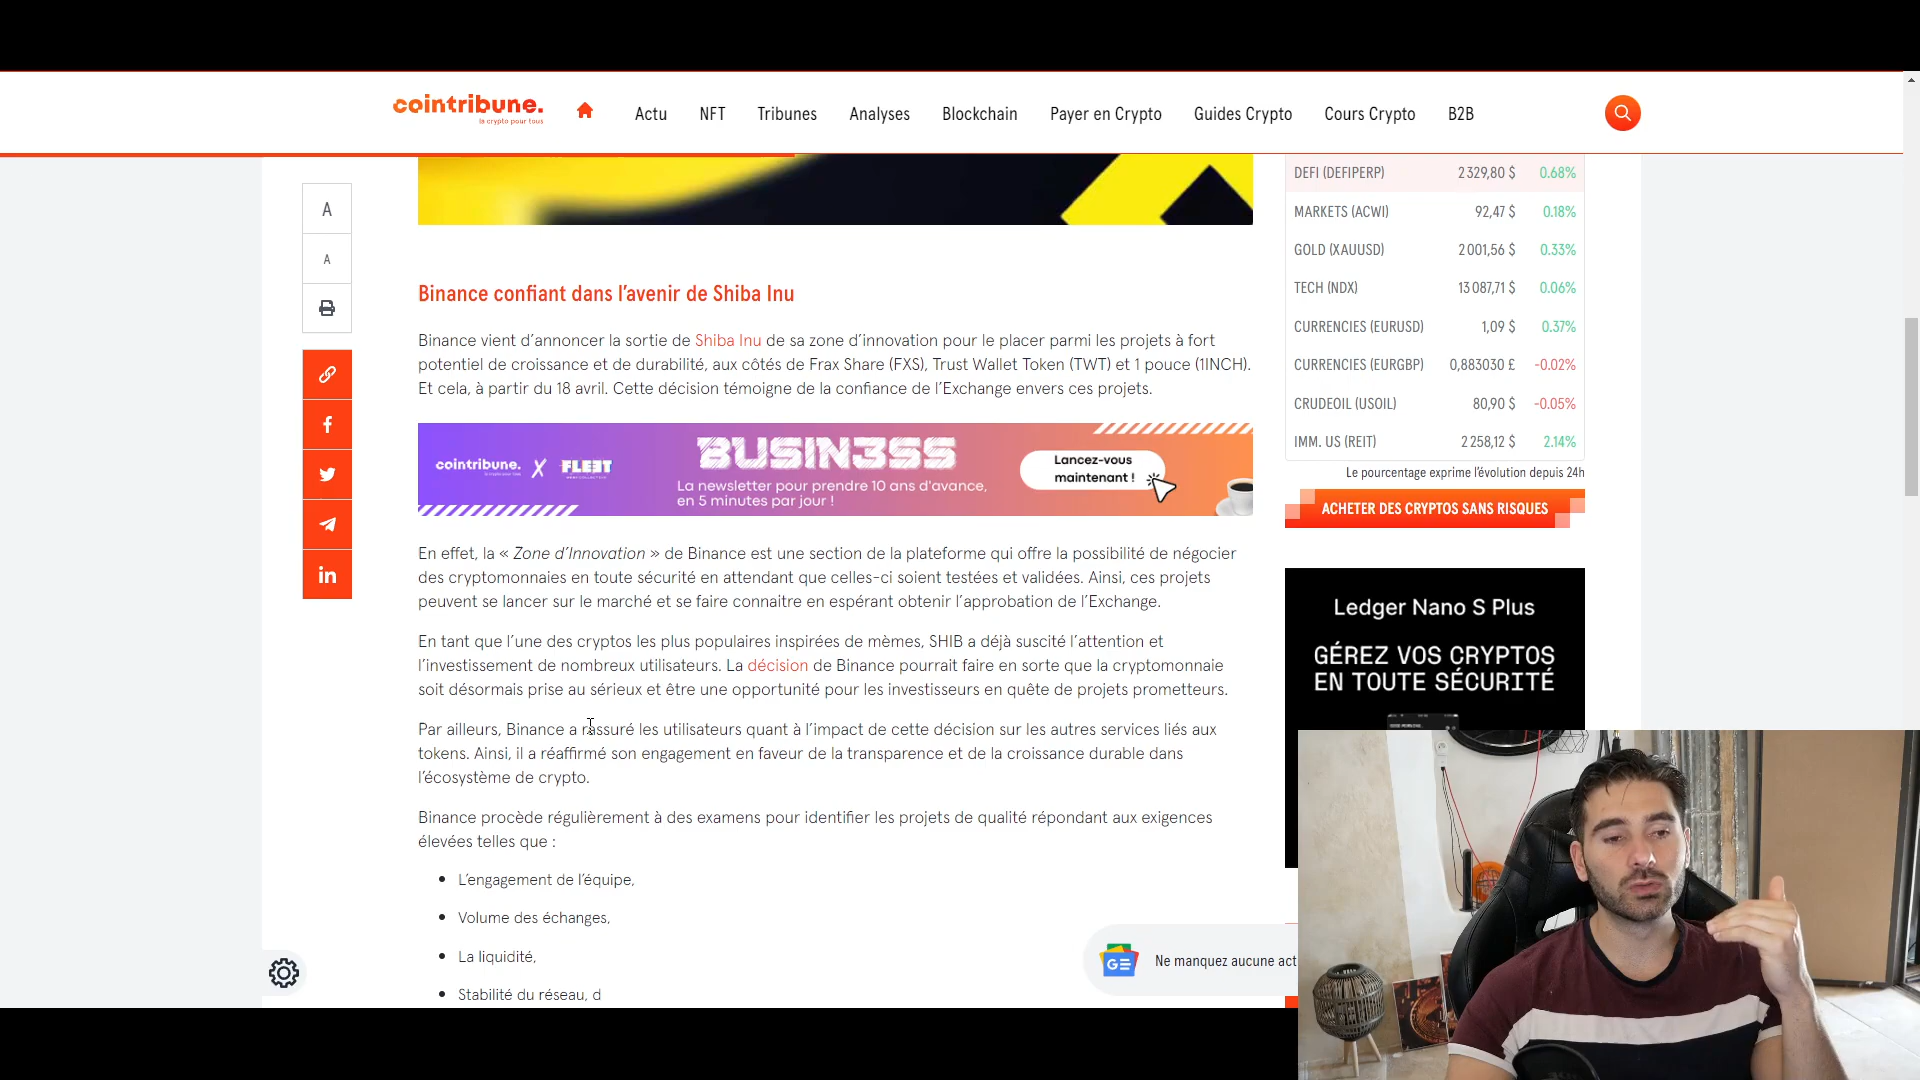 cointribune.
la crypto pour tous
Actu
NFT
Tribunes
Analyses
Blockchain
Payer en Crypto
Guides Crypto
Cours Crypto
B2B
A
A
Binance confiant dans l’avenir de Shiba Inu
Binance vient d’annoncer la sortie de Shiba Inu de sa zone d’innovation pour le placer parmi les projets à fort
potentiel de croissance et de durabilité, aux côtés de Frax Share (FXS), Trust Wallet Token (TWT) et 1 pouce (1INCH).
Et cela, à partir du 18 avril. Cette décision témoigne de la confiance de l’Exchange envers ces projets.
cointribune. X FLEET
BUSIN3SS
La newsletter pour prendre 10 ans d'avance,
en 5 minutes par jour !
Lancez-vous
maintenant !
En effet, la « Zone d’Innovation » de Binance est une section de la plateforme qui offre la possibilité de négocier
des cryptomonnaies en toute sécurité en attendant que celles-ci soient testées et validées. Ainsi, ces projets
peuvent se lancer sur le marché et se faire connaitre en espérant obtenir l’approbation de l’Exchange.
En tant que l’une des cryptos les plus populaires inspirées de mèmes, SHIB a déjà suscité l’attention et
l’investissement de nombreux utilisateurs. La décision de Binance pourrait faire en sorte que la cryptomonnaie
soit désormais prise au sérieux et être une opportunité pour les investisseurs en quête de projets prometteurs.
Par ailleurs, Binance a rassuré les utilisateurs quant à l’impact de cette décision sur les autres services liés aux
tokens. Ainsi, il a réaffirmé son engagement en faveur de la transparence et de la croissance durable dans
l’écosystème de crypto.
Binance procède régulièrement à des examens pour identifier les projets de qualité répondant aux exigences
élevées telles que :
• L’engagement de l’équipe,
• Volume des échanges,
• La liquidité,
• Stabilité du réseau, d
DEFI (DEFIPERP) 2 329,80 $ 0.68%
MARKETS (ACWI) 92,47 $ 0.18%
GOLD (XAUUSD) 2 001,56 $ 0.33%
TECH (NDX) 13 087,71 $ 0.06%
CURRENCIES (EURUSD) 1,09 $ 0.37%
CURRENCIES (EURGBP) 0,883030 £ -0.02%
CRUDEOIL (USOIL) 80,90 $ -0.05%
IMM. US (REIT) 2 258,12 $ 2.14%
Le pourcentage exprime l’évolution depuis 24h
ACHETER DES CRYPTOS SANS RISQUES
Ledger Nano S Plus
GÉREZ VOS CRYPTOS
EN TOUTE SÉCURITÉ
GE
Ne manquez aucune act